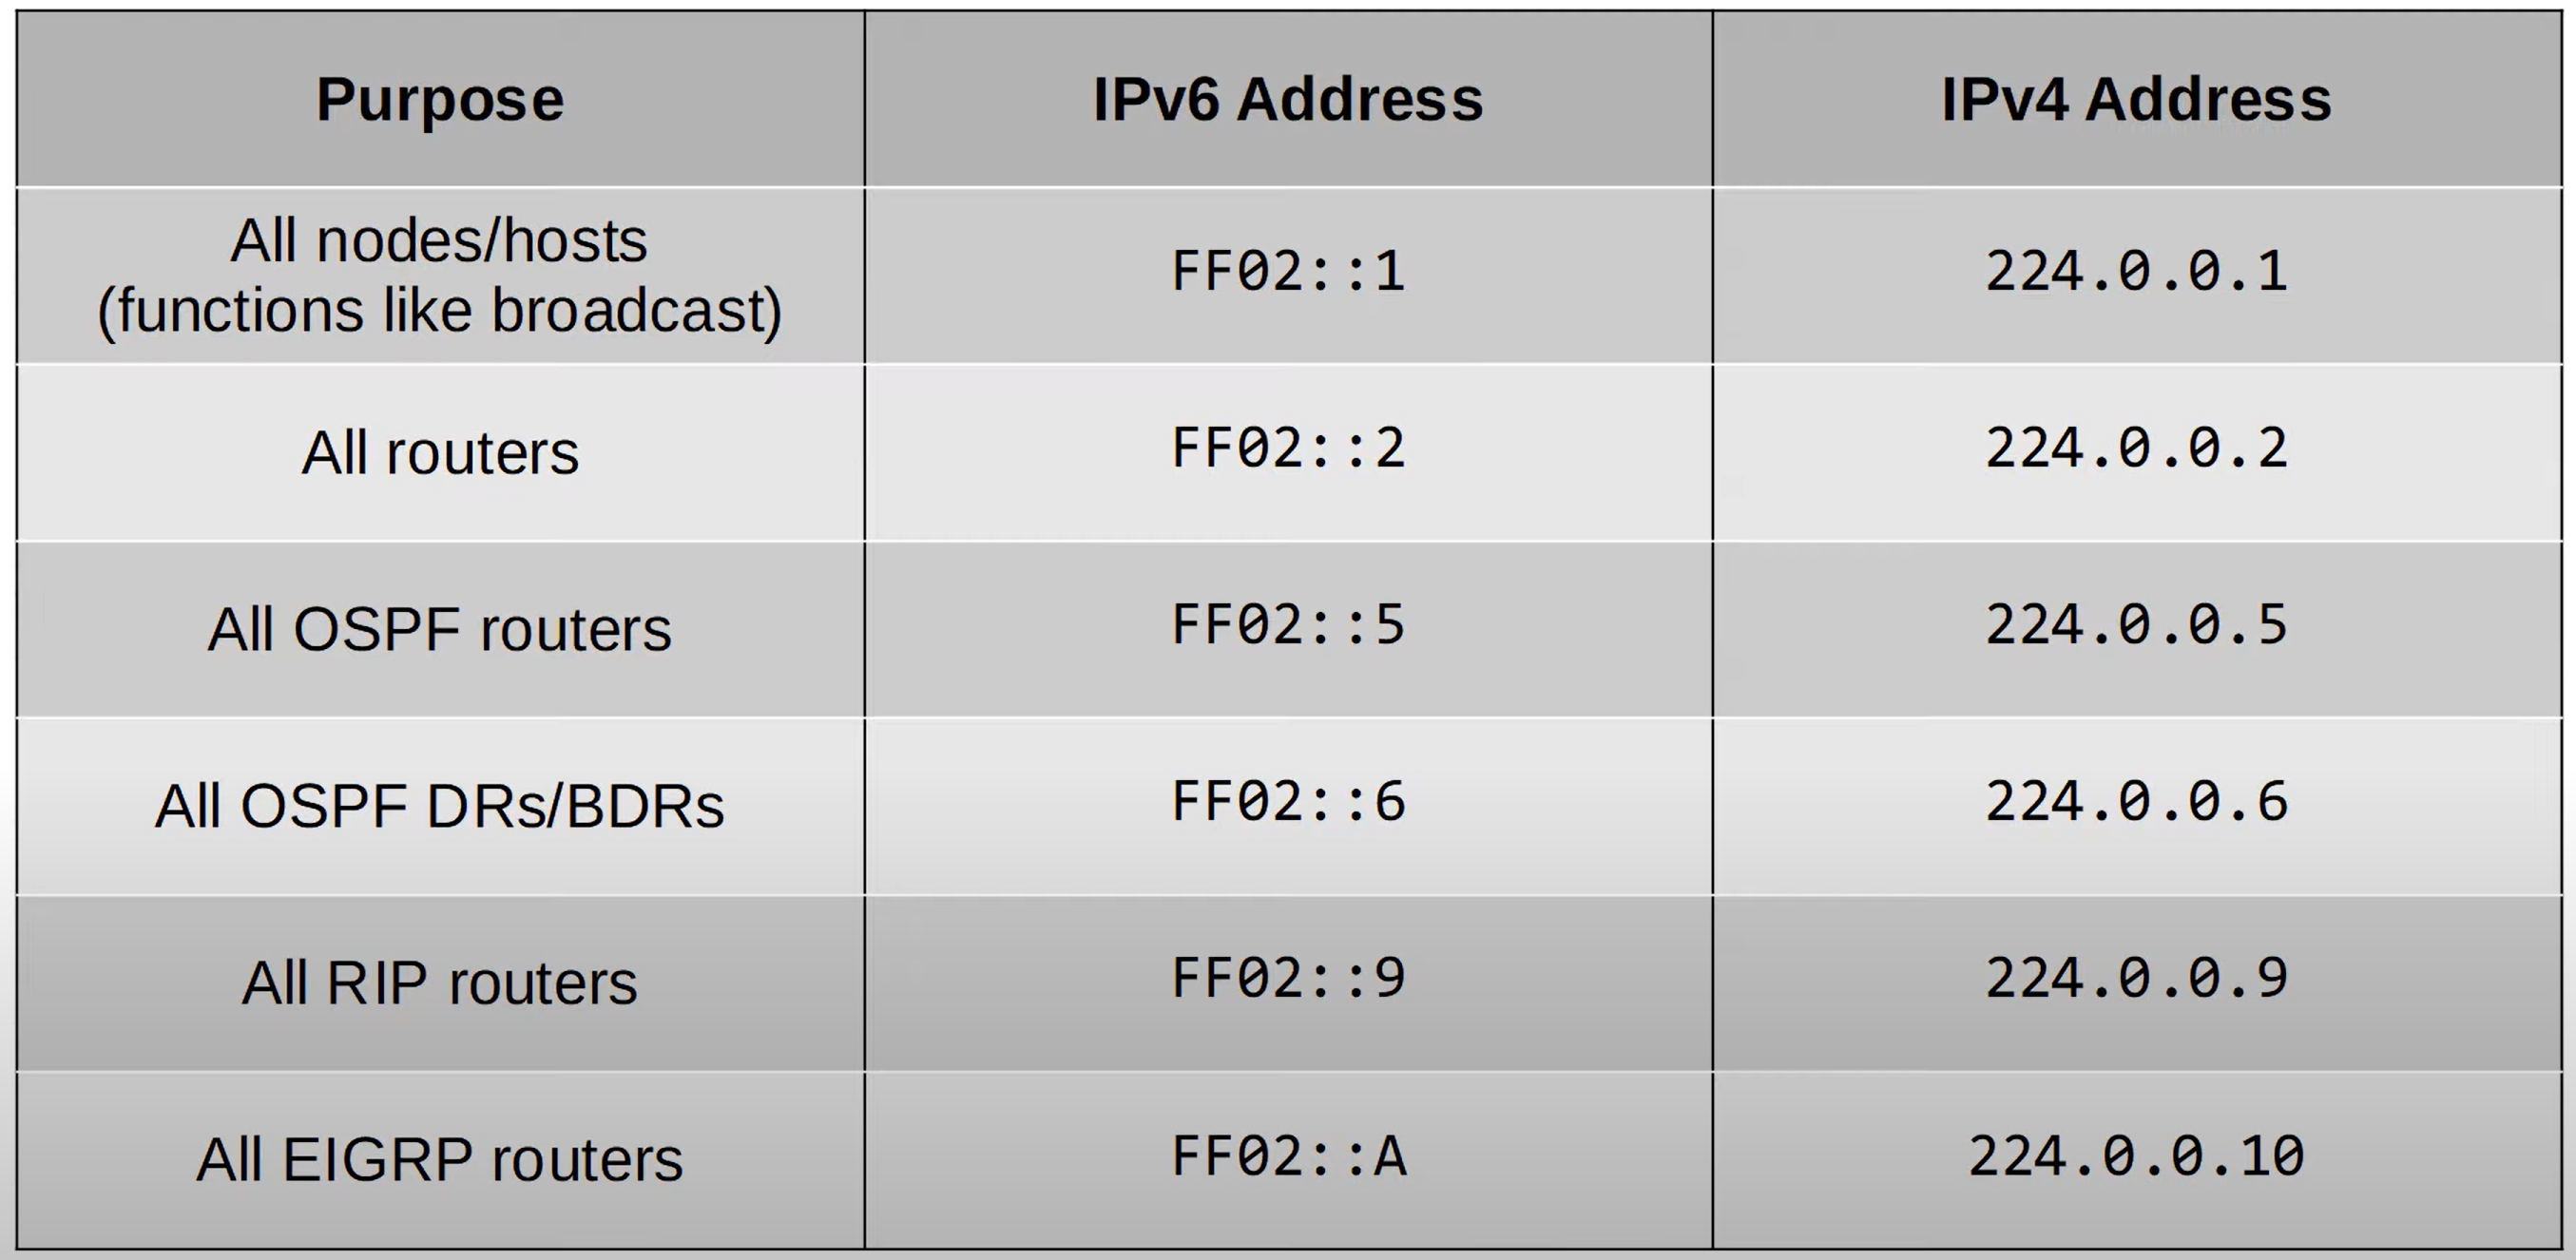 Purpose IPv6 Address IPv4 Address
All nodes/hosts
(functions like broadcast) FF02::1 224.0.0.1
All routers FF02::2 224.0.0.2
All OSPF routers FF02::5 224.0.0.5
All OSPF DRs/BDRs FF02::6 224.0.0.6
All RIP routers FF02::9 224.0.0.9
All EIGRP routers FF02::A 224.0.0.10